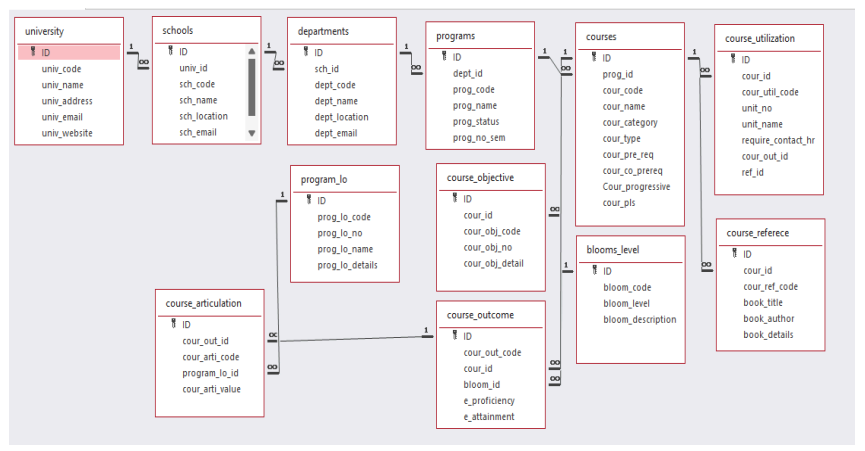 university
ID
univ_code
univ_name
univ_address
univ_email
univ_website
schools
ID
univ_id
sch_code
sch_name
sch_location
sch_email
departments
ID
sch_id
dept_code
dept_name
dept_location
dept_email
programs
ID
dept_id
prog_code
prog_name
prog_status
prog_no_sem
courses
ID
prog_id
cour_code
cour_name
cour_category
cour_type
cour_pre_req
cour_co_prereq
Cour_progressive
cour_pls
course_utilization
ID
cour_id
cour_util_code
unit_no
unit_name
require_contact_hr
cour_out_id
ref_id
program_lo
ID
prog_lo_code
prog_lo_no
prog_lo_name
prog_lo_details
course_objective
ID
cour_id
cour_obj_code
cour_obj_no
cour_obj_detail
blooms_level
ID
bloom_code
bloom_level
bloom_description
course_referece
ID
cour_id
cour_ref_code
book_title
book_author
book_details
course_articulation
ID
cour_out_id
cour_arti_code
program_lo_id
cour_arti_value
course_outcome
ID
cour_out_code
cour_id
bloom_id
e_proficiency
e_attainment
1
∞
1
∞
1
∞
1
∞
1
∞
∞
1
∞
1
∞
∞
1
∞
1
∞